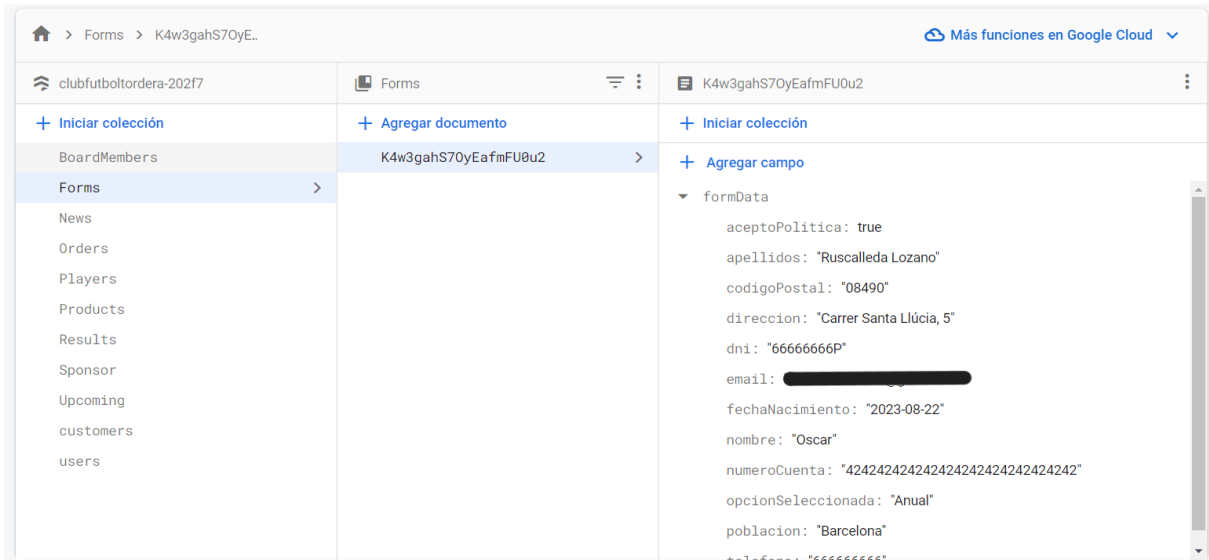 Forms
K4w3gahS7OyE..
Más funciones en Google Cloud
clubfutboltordera-202f7
Iniciar colección
BoardMembers
Forms
News
Orders
Players
Products
Results
Sponsor
Upcoming
customers
users
Forms
Agregar documento
K4w3gahS7OyEafmFU0u2
K4w3gahS7OyEafmFU0u2
Iniciar colección
Agregar campo
formData
aceptoPolitica: true
apellidos: "Ruscalleda Lozano"
codigoPostal: "08490"
direccion: "Carrer Santa Llúcia, 5"
dni: "66666666P"
email:
fechaNacimiento: "2023-08-22"
nombre: "Oscar"
numeroCuenta: "4242424242424242424242424242"
opcionSeleccionada: "Anual"
poblacion: "Barcelona"
telefono: "666666666"